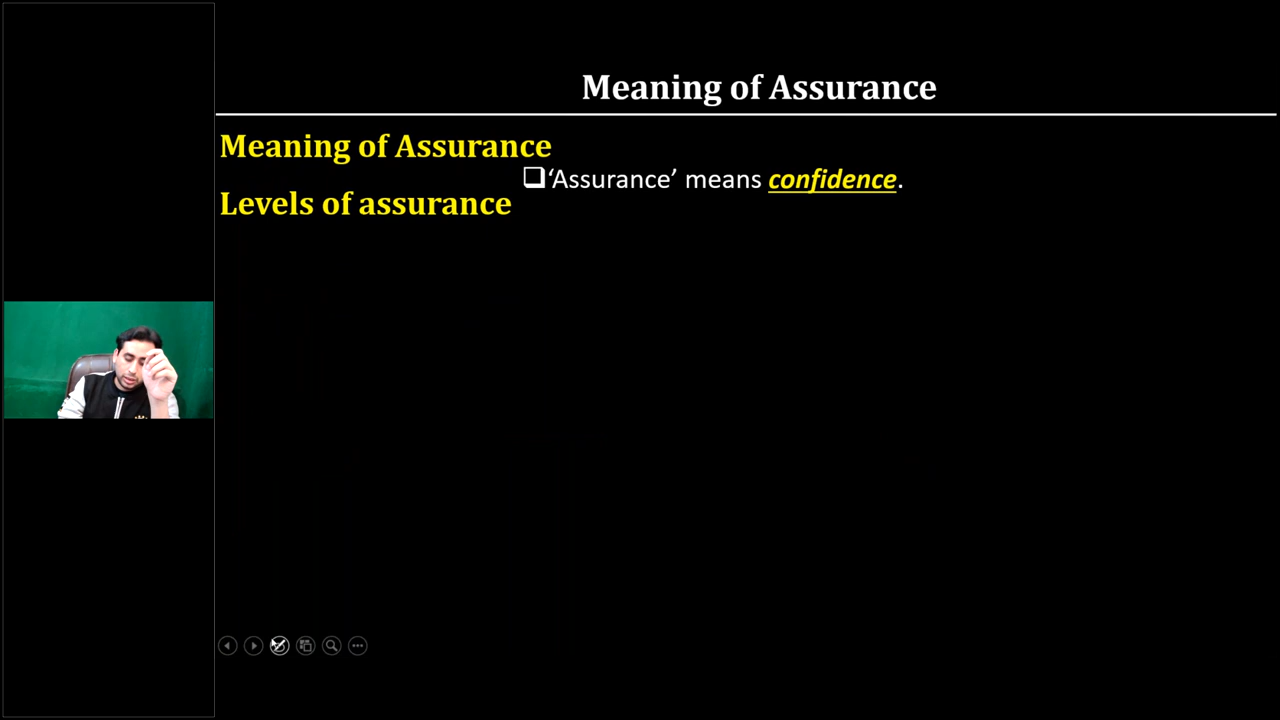 Meaning of Assurance
Meaning of Assurance
❑‘Assurance’ means confidence.
Levels of assurance